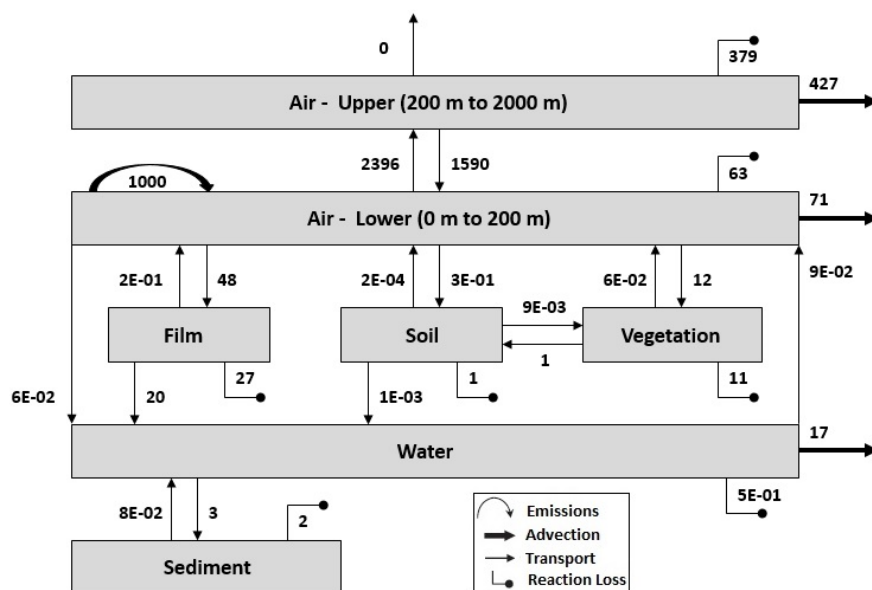 0
379
427
Air -  Upper (200 m to 2000 m)
2396
1590
1000
63
71
Air -  Lower (0 m to 200 m)
2E-01
48
2E-04
3E-01
6E-02
12
9E-02
9E-03
Film
Soil
Vegetation
1
27
1
11
6E-02
20
1E-03
17
Water
5E-01
8E-02
3
2
Sediment
Emissions
Advection
Transport
Reaction Loss